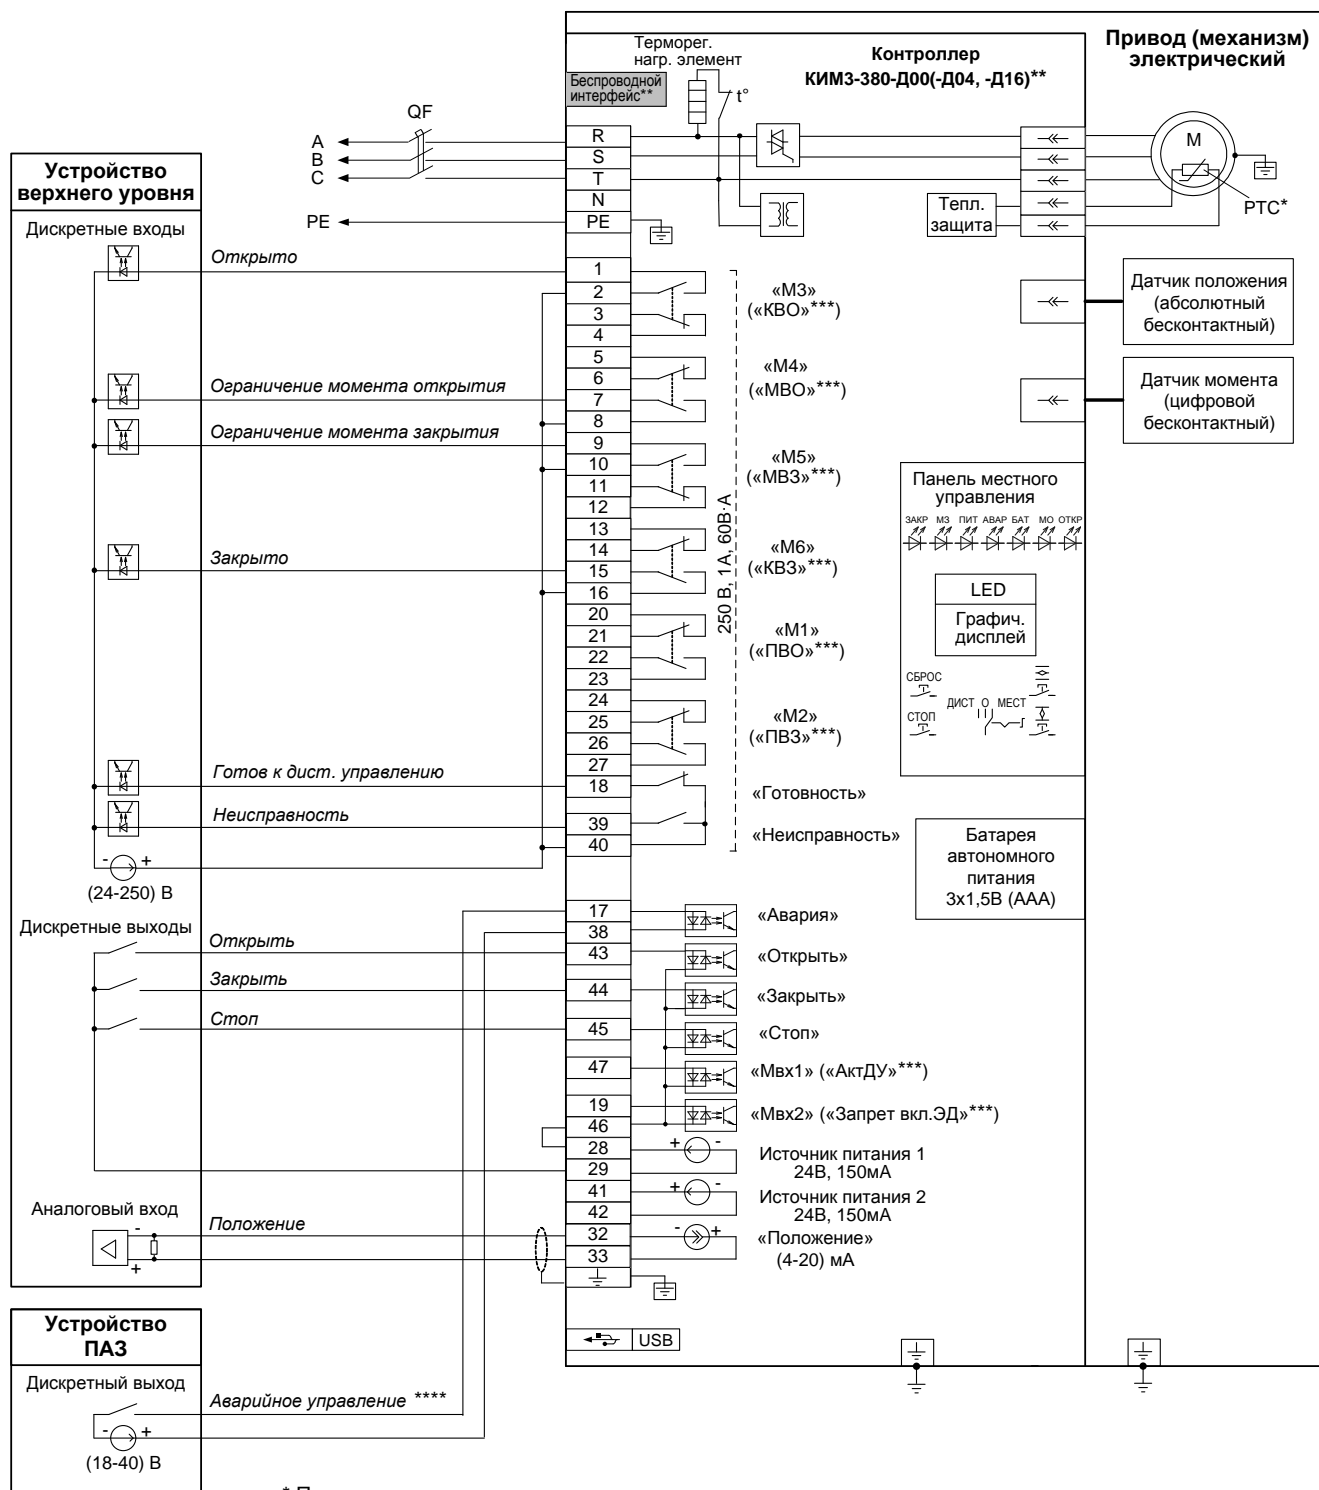 Привод (механизм)
электрический
Контроллер
КИМ3-380-Д00(-Д04, -Д16)**
Терморег.
нагр. элемент
t°
Беспроводной
интерфейс**
QF
A
B
C
PE
R
S
T
N
PE
M
PTC*
Тепл.
защита
Устройство
верхнего уровня
Дискретные входы
Открыто
Ограничение момента открытия
Ограничение момента закрытия
Закрыто
Готов к дист. управлению
Неисправность
- +
(24-250) В
Дискретные выходы
Открыть
Закрыть
Стоп
Аналоговый вход
Положение
-
+
1
2
3
4
5
6
7
8
9
10
11
12
13
14
15
16
20
21
22
23
24
25
26
27
18
39
40
17
38
43
44
45
47
19
46
28
29
41
42
32
33
250 В, 1А, 60В·А
«М3»
(«КВО»***)
«М4»
(«МВО»***)
«М5»
(«МВЗ»***)
«М6»
(«КВЗ»***)
«М1»
(«ПВО»***)
«М2»
(«ПВЗ»***)
«Готовность»
«Неисправность»
«Авария»
«Открыть»
«Закрыть»
«Стоп»
«Мвх1» («АктДУ»***)
«Мвх2» («Запрет вкл.ЭД»***)
+ -
Источник питания 1
24В, 150мА
+ -
Источник питания 2
24В, 150мА
- +
«Положение»
(4-20) мА
USB
Датчик положения
(абсолютный
бесконтактный)
Датчик момента
(цифровой
бесконтактный)
Панель местного
управления
ЗАКР МЗ ПИТ АВАР БАТ МО ОТКР
LED
Графич.
дисплей
СБРОС
СТОП
ДИСТ О МЕСТ
Батарея
автономного
питания
3х1,5В (ААА)
Устройство
ПАЗ
Дискретный выход
Аварийное управление ****
- +
(18-40) В